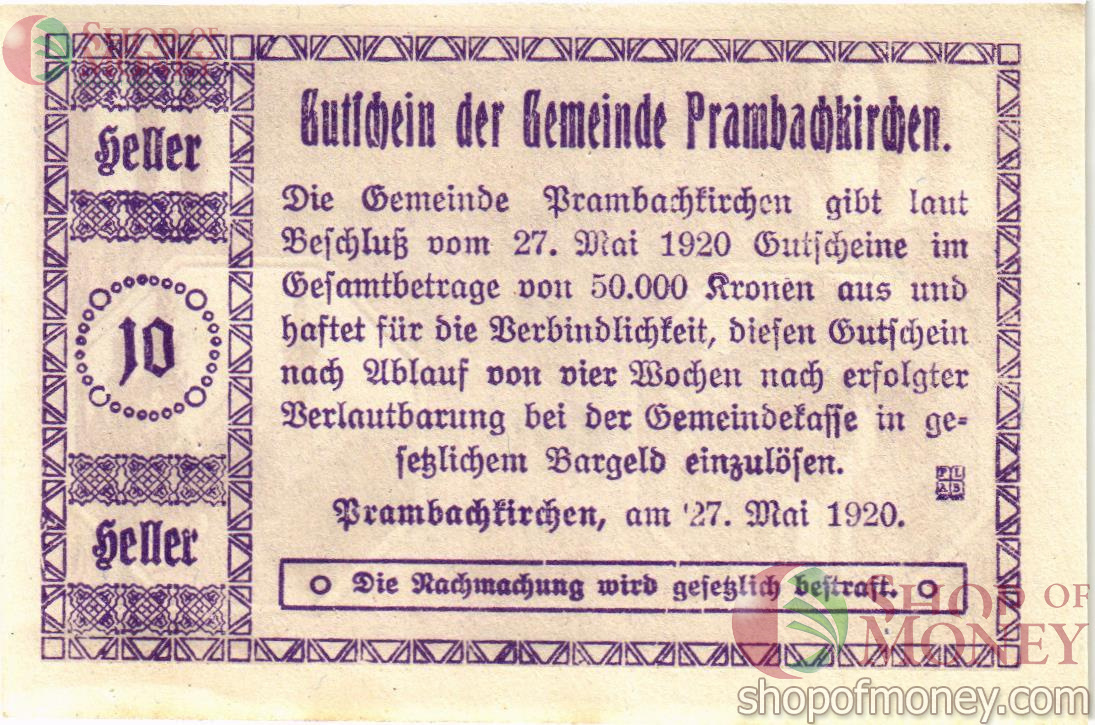 SHOP OF
MONEY
Heller
10
Heller
Gutschein der Gemeinde Prambachkirchen.
Die Gemeinde Prambachkirchen gibt laut
Beschluß vom 27. Mai 1920 Gutscheine im
Gesamtbetrage von 50.000 Kronen aus und
haftet für die Verbindlichkeit, diesen Gutschein
nach Ablauf von vier Wochen nach erfolgter
Verlautbarung bei der Gemeindekasse in ge-
setzlichem Bargeld einzulösen.
Prambachkirchen, am 27. Mai 1920.
Die Nachmachung wird gesetzlich bestraft.
SHOP OF
MONEY
shopofmoney.com